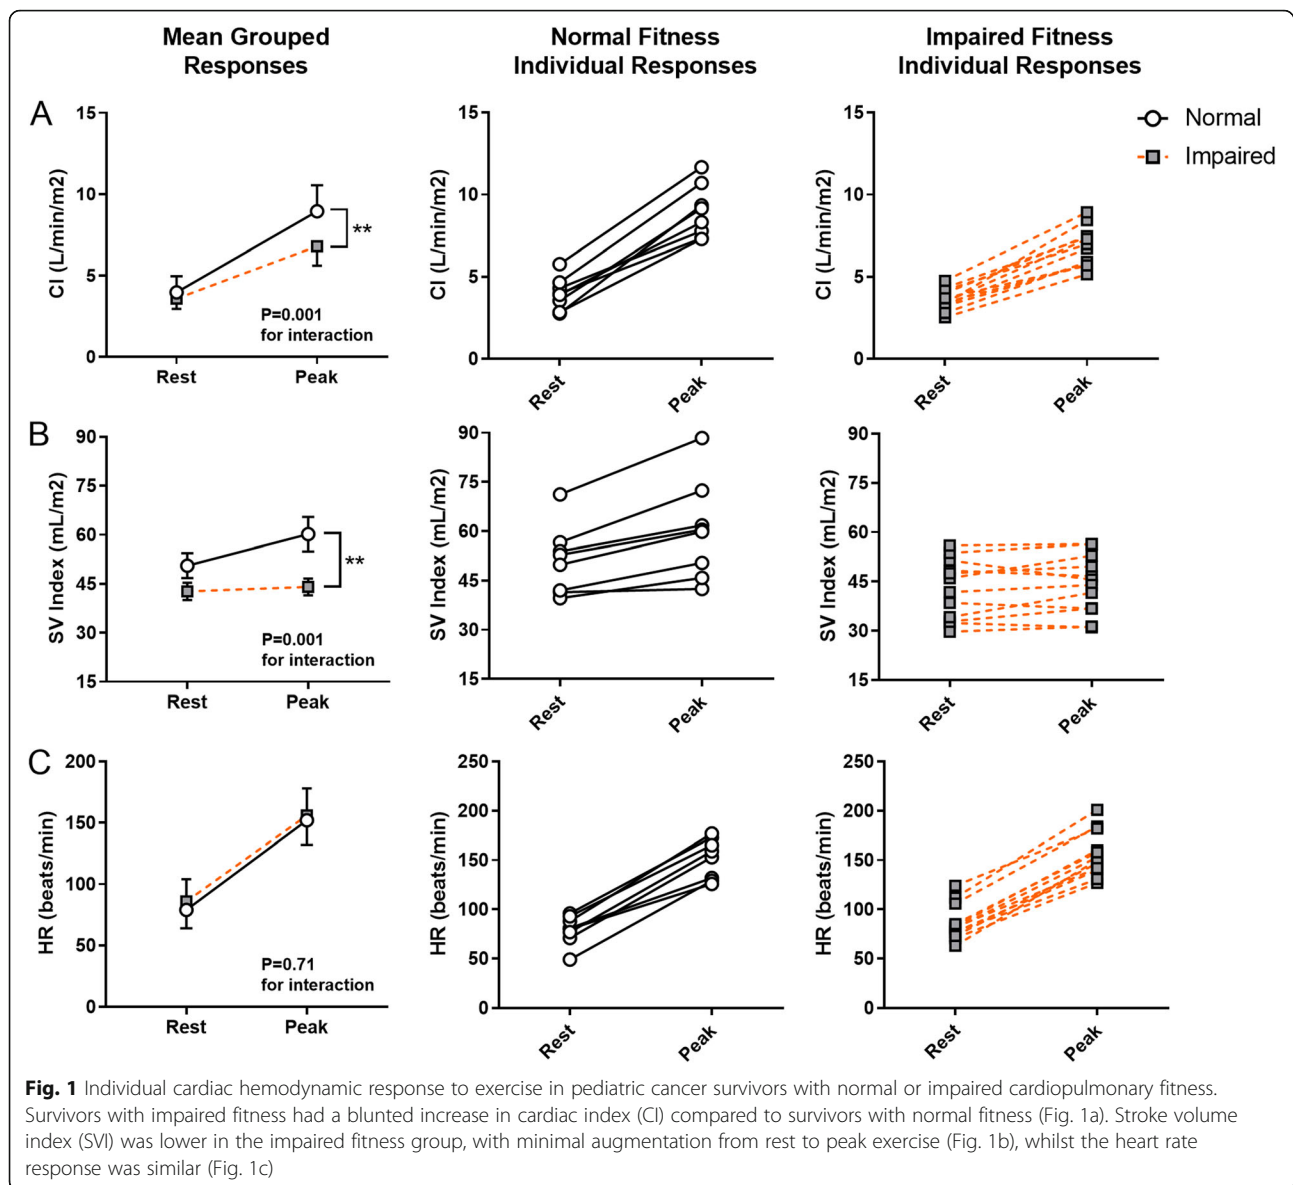 Mean Grouped
Responses
Normal Fitness
Individual Responses
Impaired Fitness
Individual Responses
Normal
Impaired
A
CI (L/min/m2)
15
10
5
0
**
P=0.001
for interaction
Rest
Peak
CI (L/min/m2)
15
10
5
0
Rest
Peak
CI (L/min/m2)
15
10
5
0
Rest
Peak
B
SV Index (mL/m2)
90
75
60
45
30
15
**
P=0.001
for interaction
Rest
Peak
SV Index (mL/m2)
90
75
60
45
30
15
Rest
Peak
SV Index (mL/m2)
90
75
60
45
30
15
Rest
Peak
C
HR (beats/min)
200
150
100
50
0
P=0.71
for interaction
Rest
Peak
HR (beats/min)
250
200
150
100
50
0
Rest
Peak
HR (beats/min)
250
200
150
100
50
0
Rest
Peak
Fig. 1 Individual cardiac hemodynamic response to exercise in pediatric cancer survivors with normal or impaired cardiopulmonary fitness.
Survivors with impaired fitness had a blunted increase in cardiac index (CI) compared to survivors with normal fitness (Fig. 1a). Stroke volume
index (SVI) was lower in the impaired fitness group, with minimal augmentation from rest to peak exercise (Fig. 1b), whilst the heart rate
response was similar (Fig. 1c)